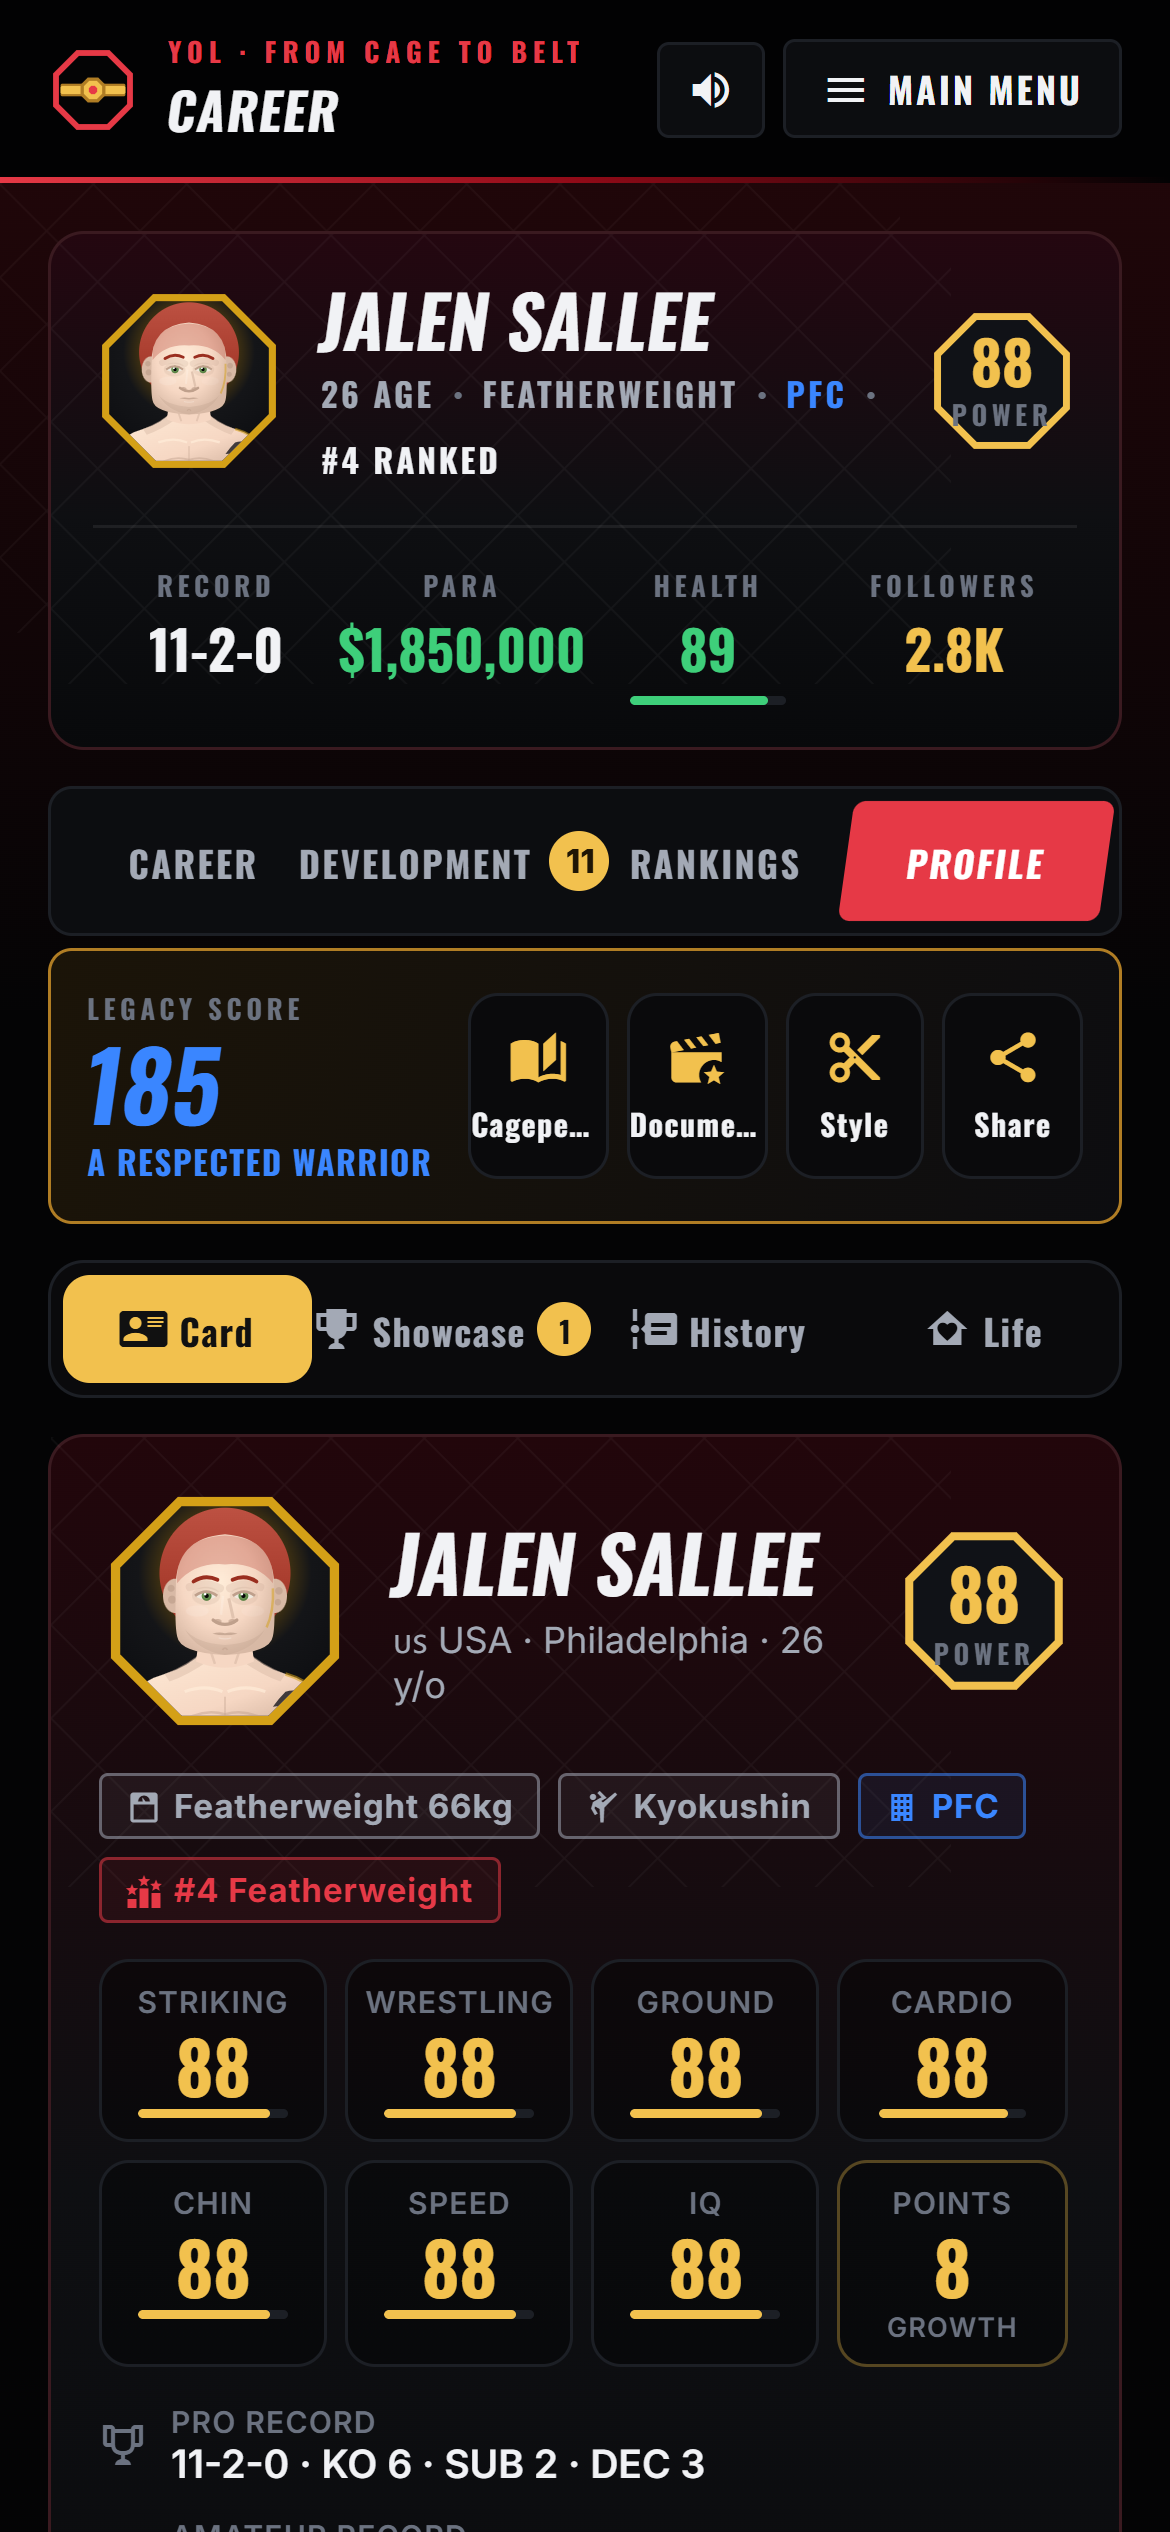 YOL · FROM CAGE TO BELT
CAREER
MAIN MENU
JALEN SALLEE
26 AGE · FEATHERWEIGHT · PFC ·
#4 RANKED
88
POWER
RECORD PARA HEALTH FOLLOWERS
11-2-0 $1,850,000 89 2.8K
CAREER DEVELOPMENT 11 RANKINGS PROFILE
LEGACY SCORE
185
A RESPECTED WARRIOR
Cagepe... Docume... Style Share
Card Showcase 1 History Life
JALEN SALLEE
US USA · Philadelphia · 26
y/o
88
POWER
Featherweight 66kg Kyokushin PFC
#4 Featherweight
STRIKING WRESTLING GROUND CARDIO
88 88 88 88
CHIN SPEED IQ POINTS
88 88 88 8
GROWTH
PRO RECORD
11-2-0 · KO 6 · SUB 2 · DEC 3
AMATEUR RECORD